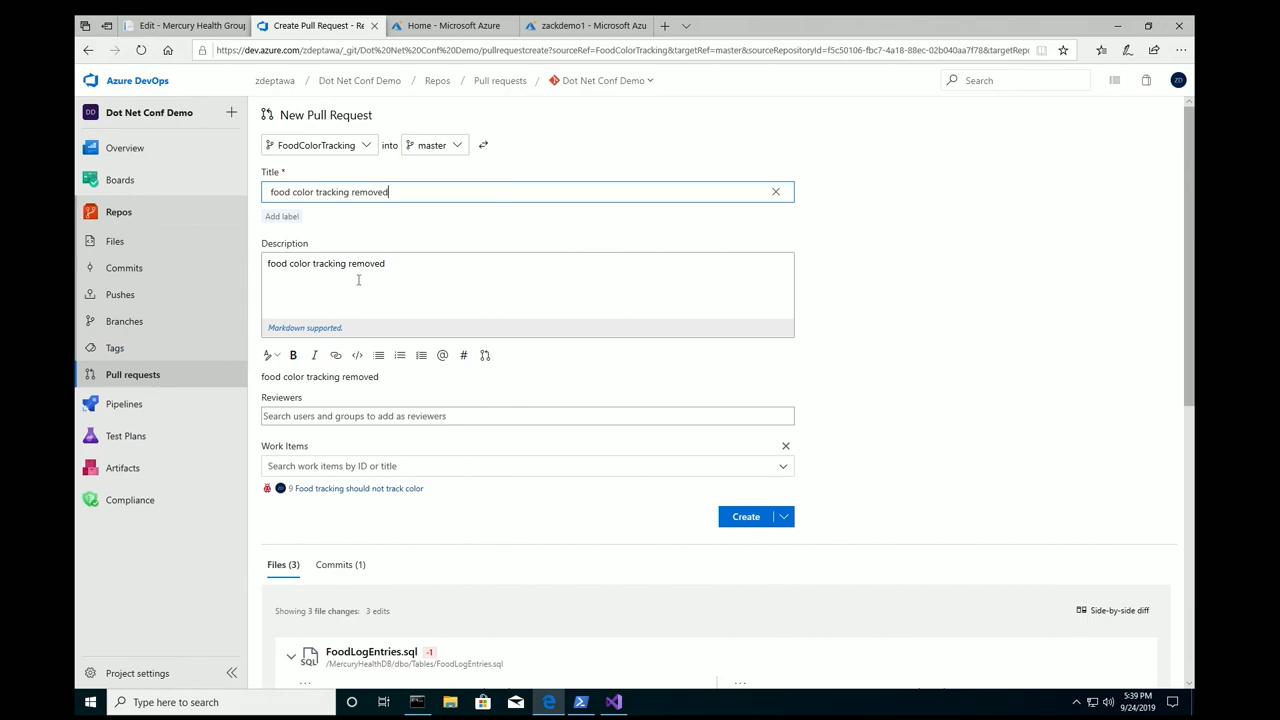 Edit - Mercury Health Group
Create Pull Request - Re
Home - Microsoft Azure
zackdemo1 - Microsoft Azu
https://dev.azure.com/zdeptawa/_git/Dot%20Net%20Conf%20Demo/pullrequestcreate?sourceRef=FoodColorTracking&targetRef=master&sourceRepositoryId=f5c50106-fbc7-4a18-88ec-02b040aa7f78&targetRepo
Azure DevOps
zdeptawa / Dot Net Conf Demo / Repos / Pull requests / Dot Net Conf Demo
Search
ZD
DD Dot Net Conf Demo
Overview
Boards
Repos
Files
Commits
Pushes
Branches
Tags
Pull requests
Pipelines
Test Plans
Artifacts
Compliance
Project settings
New Pull Request
FoodColorTracking into master
Title *
food color tracking removed
Add label
Description
food color tracking removed
Markdown supported.
food color tracking removed
Reviewers
Search users and groups to add as reviewers
Work Items
Search work items by ID or title
9 Food tracking should not track color
Create
Files (3) Commits (1)
Showing 3 file changes: 3 edits
Side-by-side diff
SQL
FoodLogEntries.sql -1
/MercuryHealthDB/dbo/Tables/FoodLogEntries.sql
... ...
Type here to search
5:39 PM
9/24/2019